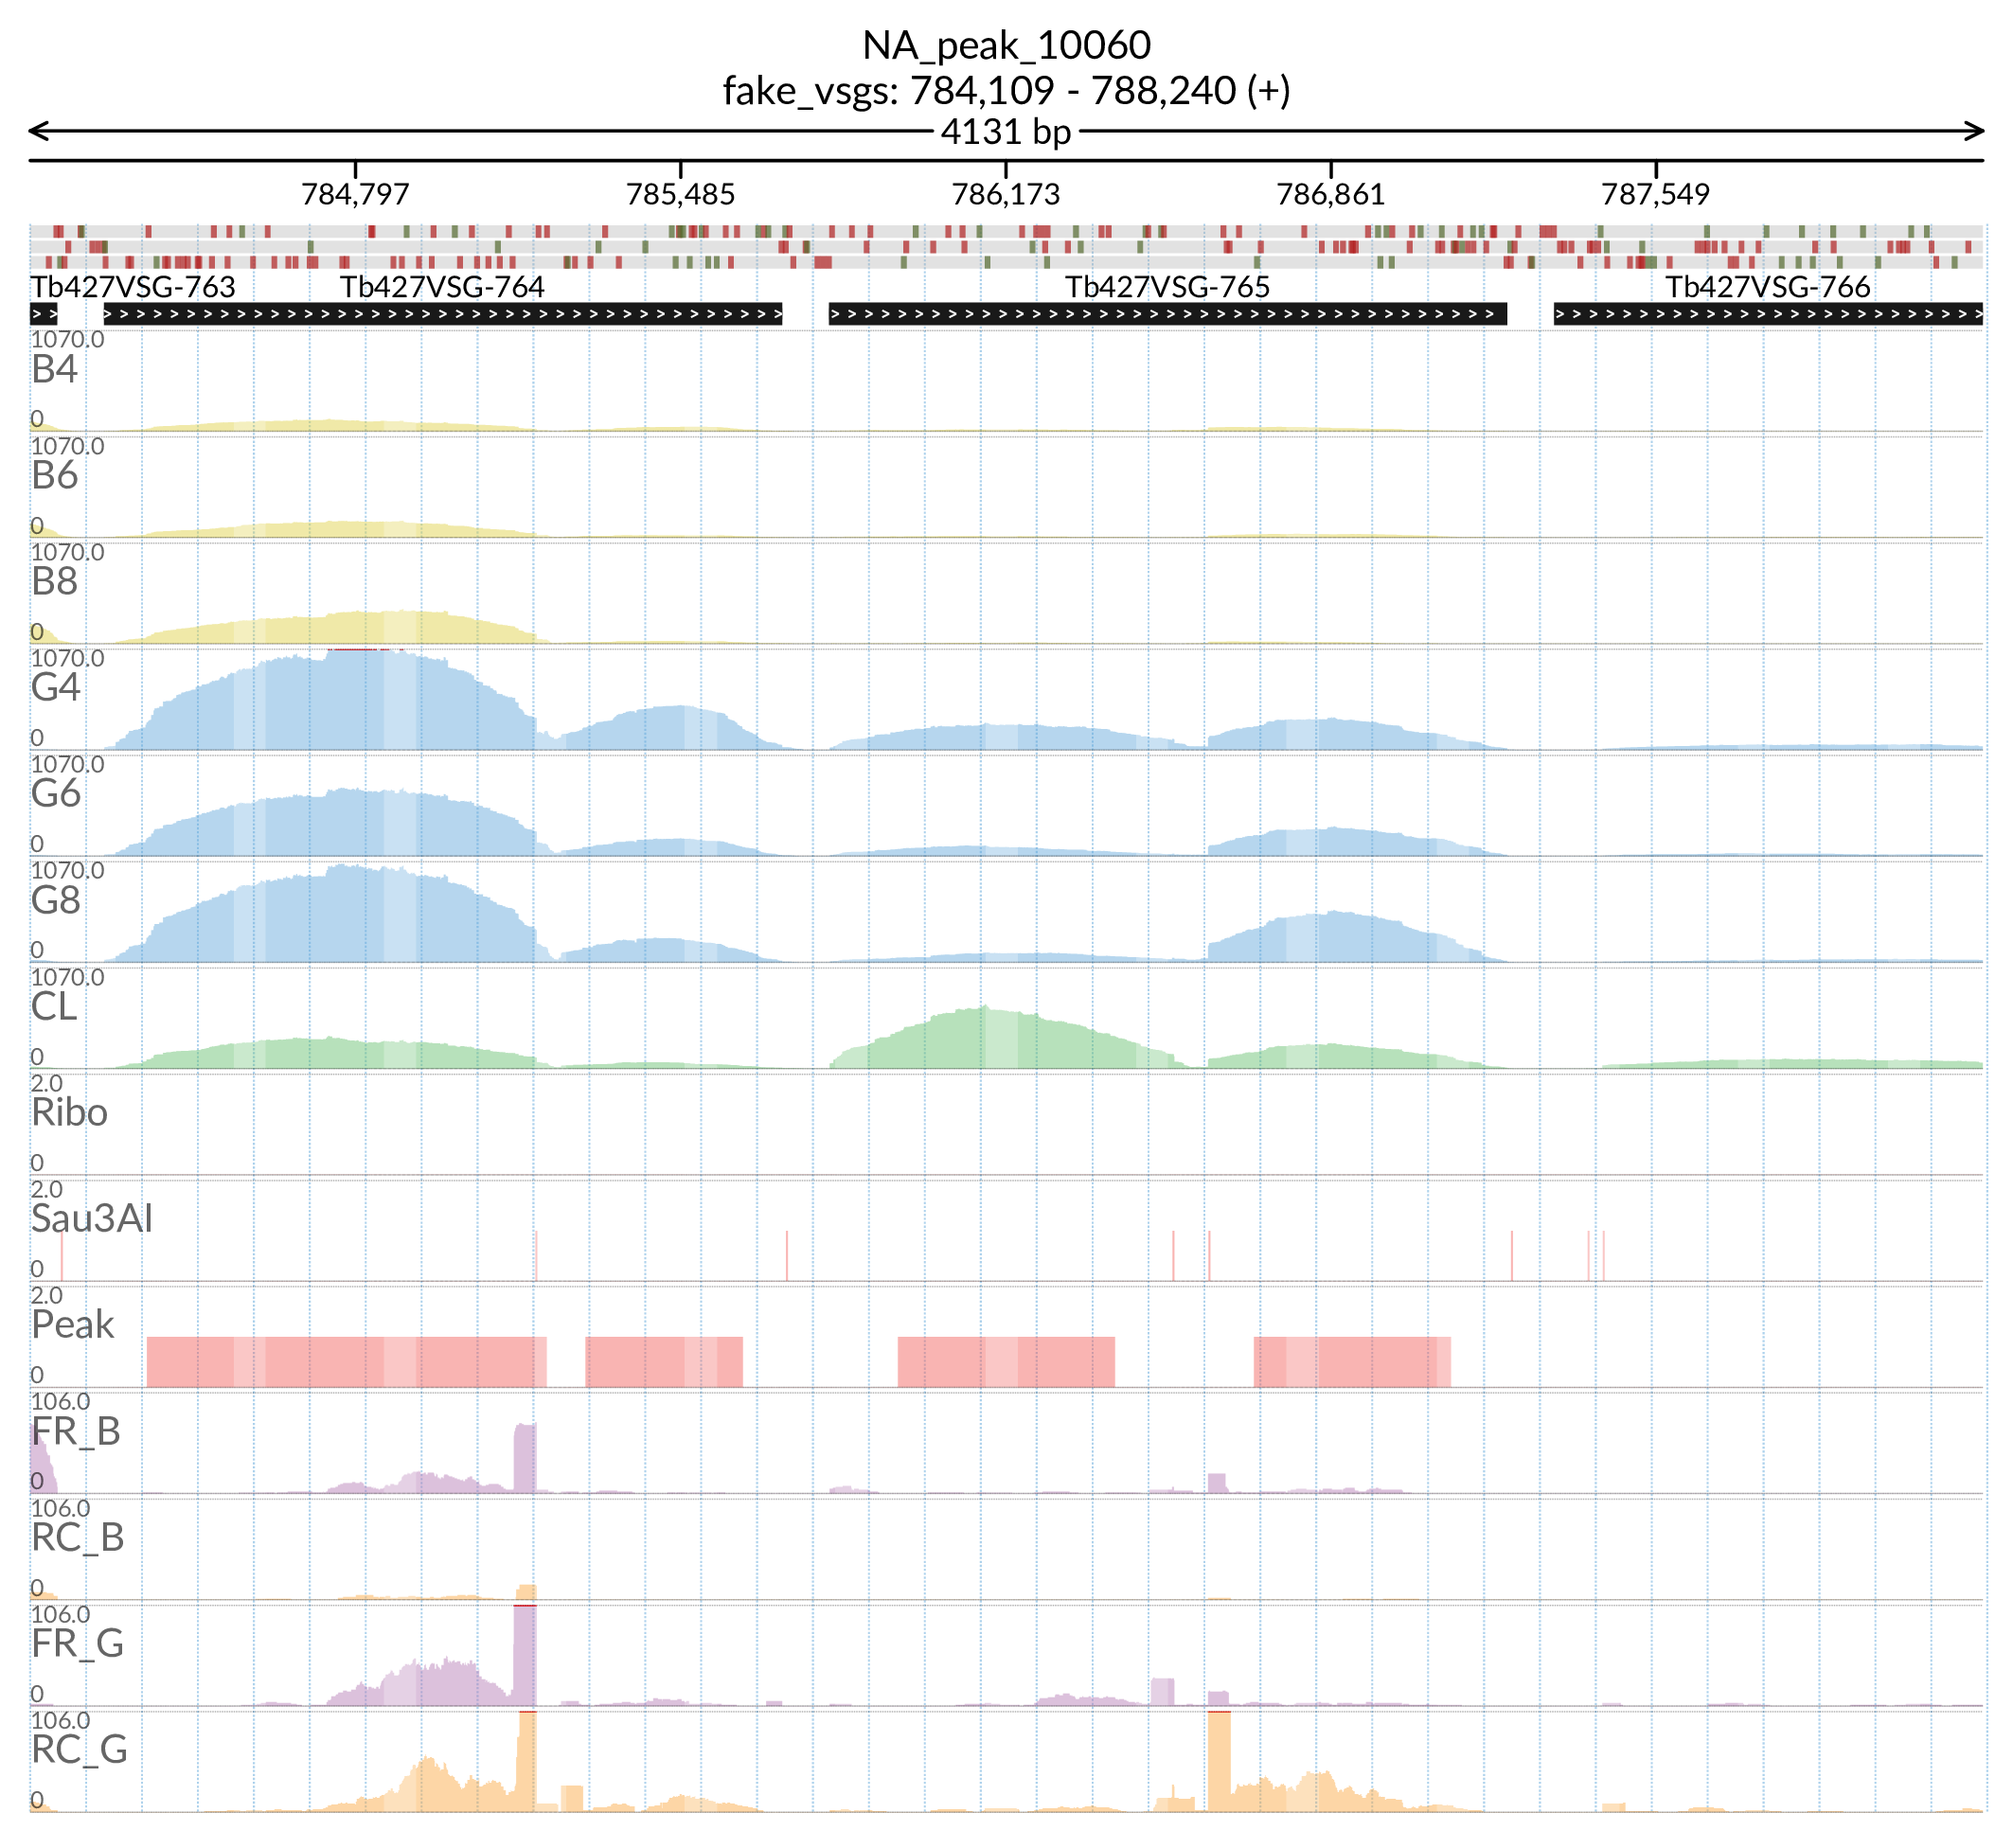 NA_peak_10060
fake_vsgs: 784,109 - 788,240 (+)
4131 bp
784,797 785,485 786,173 786,861 787,549
Tb427VSG-763 Tb427VSG-764 Tb427VSG-765 Tb427VSG-766
1070.0
B4
0
1070.0
B6
0
1070.0
B8
0
1070.0
G4
0
1070.0
G6
0
1070.0
G8
0
1070.0
CL
0
2.0
Ribo
0
2.0
Sau3AI
0
2.0
Peak
0
106.0
FR_B
0
106.0
RC_B
0
106.0
FR_G
0
106.0
RC_G
0